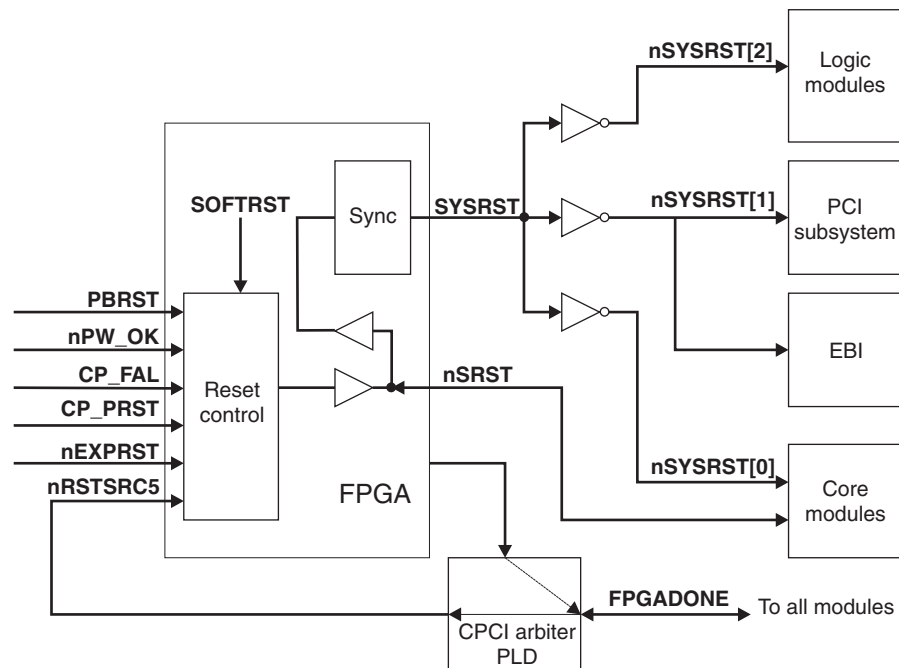 nSYSRST[2]
Logic
modules
SOFTRST
Sync
SYSRST
nSYSRST[1]
PCI
subsystem
PBRST
nPW_OK
CP_FAL
CP_PRST
nEXPRST
nRSTSRC5
Reset
control
nSRST
EBI
FPGA
nSYSRST[0]
Core
modules
FPGADONE
To all modules
CPCI arbiter
PLD